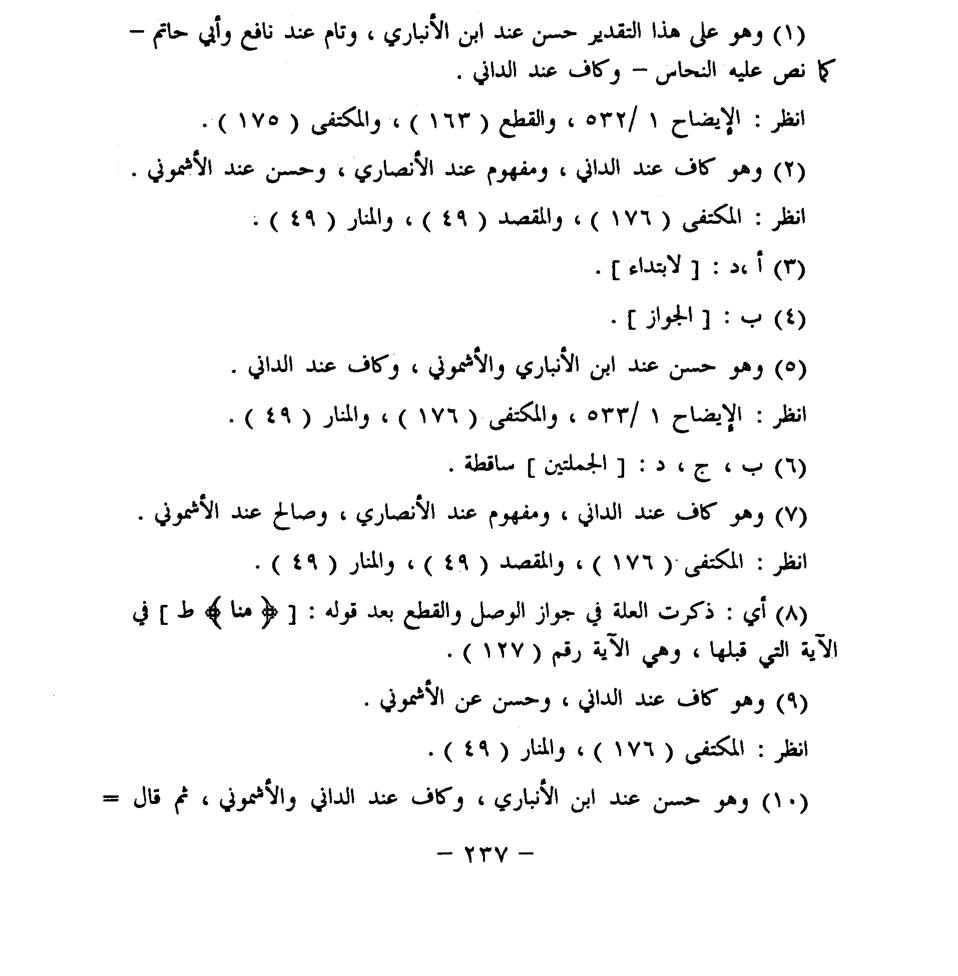 (١) وهو على هذا التقدير حسن عند ابن الأنباري ، وتام عند نافع وأبي حاتم –
كما نص عليه النحاس – وكاف عند الداني .
انظر : الإيضاح ١ /٥٣٢ ، والقطع ( ١٦٣ ) ، والمكتفى ( ١٧٥ ) .
(٢) وهو كاف عند الداني ، ومفهوم عند الأنصاري ، وحسن عند الأشموني .
انظر : المكتفى ( ١٧٦ ) ، والمقصد ( ٤٩ ) ، والمنار ( ٤٩ ) .
(٣) أ ،د : [ لابتداء ] .
(٤) ب : [ الجواز ] .
(٥) وهو حسن عند ابن الأنباري والأشموني ، وكاف عند الداني .
انظر : الإيضاح ١ /٥٣٣ ، والمكتفى ( ١٧٦ ) ، والمنار ( ٤٩ ) .
(٦) ب ، ج ، د : [ الجملتين ] ساقطة .
(٧) وهو كاف عند الداني ، ومفهوم عند الأنصاري ، وصالح عند الأشموني .
انظر : المكتفى ( ١٧٦ ) ، والمقصد ( ٤٩ ) ، والمنار ( ٤٩ ) .
(٨) أي : ذكرت العلة في جواز الوصل والقطع بعد قوله : [ ﴿ منا ﴾ ط ] في
الآية التي قبلها ، وهي الآية رقم ( ١٢٧ ) .
(٩) وهو كاف عند الداني ، وحسن عن الأشموني .
انظر : المكتفى ( ١٧٦ ) ، والمنار ( ٤٩ ) .
(١٠) وهو حسن عند ابن الأنباري ، وكاف عند الداني والأشموني ، ثم قال =
– ٢٣٧ –